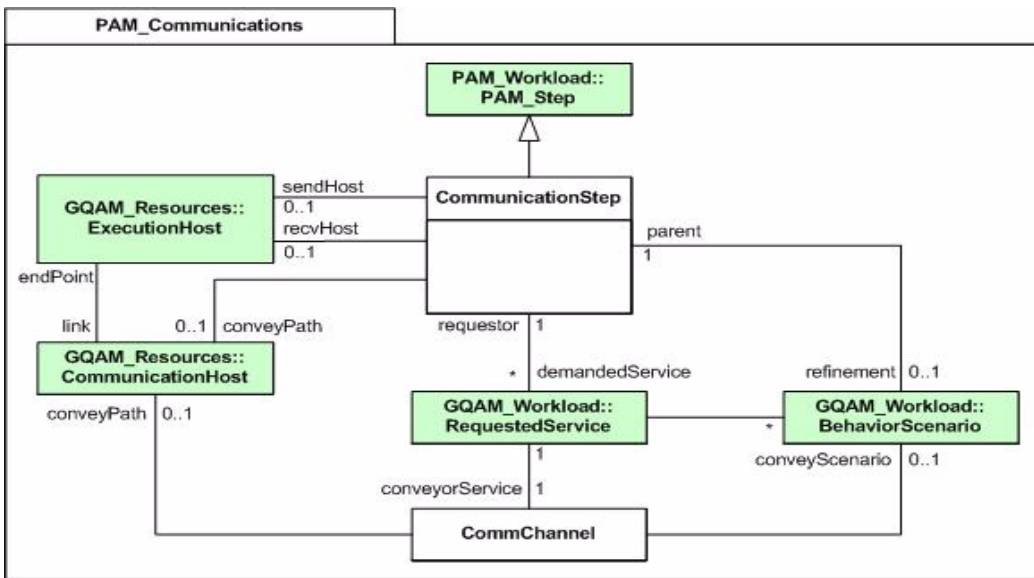 PAM_Communications
PAM_Workload::
PAM_Step
sendHost
0..1
recvHost
0..1
GQAM_Resources::
ExecutionHost
CommunicationStep
parent
1
endPoint
link
0..1 conveyPath
requestor 1
GQAM_Resources::
CommunicationHost
* demandedService
refinement 0..1
conveyPath 0..1
GQAM_Workload::
RequestedService
*
GQAM_Workload::
BehaviorScenario
1
conveyScenario 0..1
conveyorService 1
CommChannel